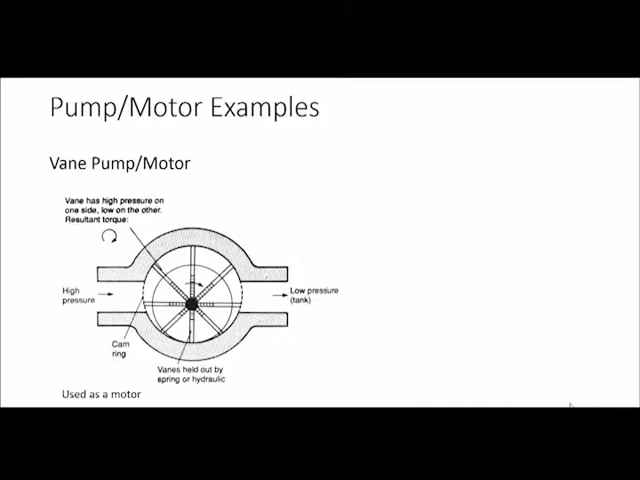 Pump/Motor Examples
Vane Pump/Motor
Vane has high pressure on
one side, low on the other.
Resultant torque:
High
pressure
Low pressure
(tank)
Cam
ring
Vanes held out by
spring or hydraulic
Used as a motor